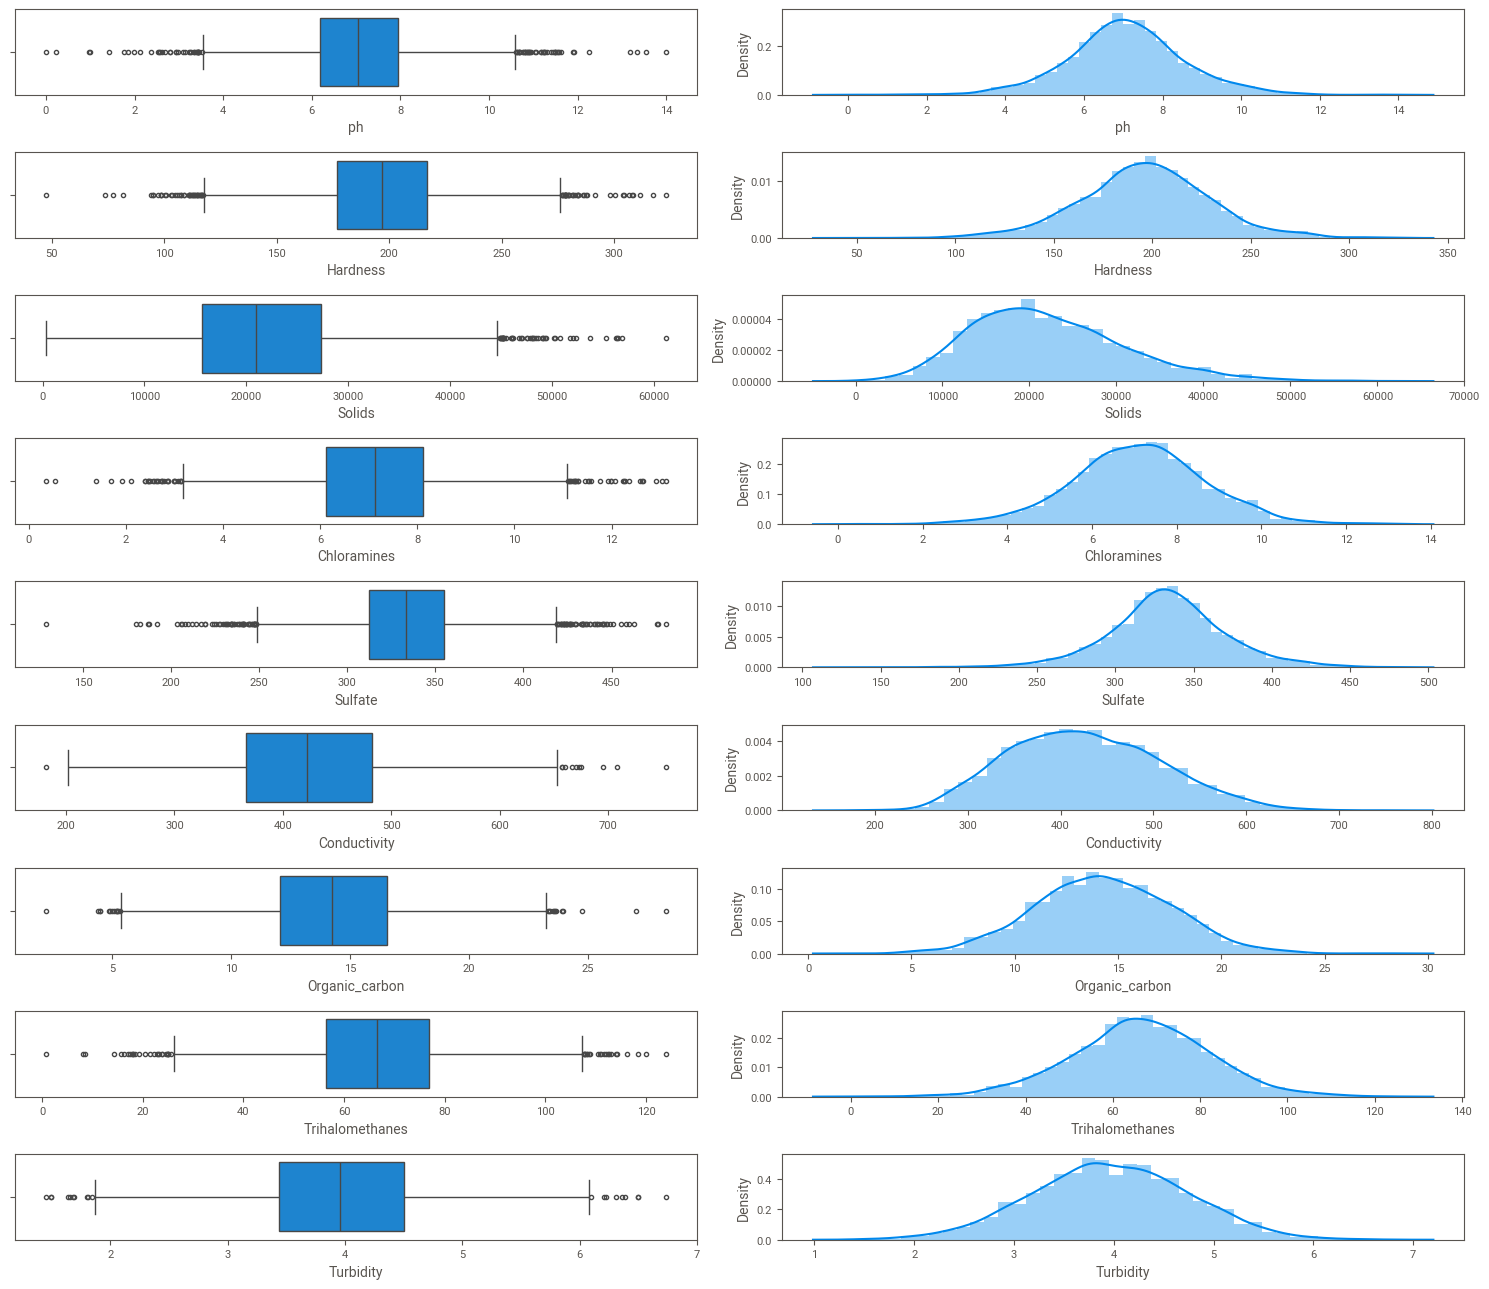 Density
0.2
0.0
0 2 4 6 8 10 12 14
0 2 4 6 8 10 12 14
ph
ph
Density
0.01
0.00
50 100 150 200 250 300
50 100 150 200 250 300 350
Hardness
Hardness
Density
0.00004
0.00002
0.00000
0 10000 20000 30000 40000 50000 60000
0 10000 20000 30000 40000 50000 60000 70000
Solids
Solids
Density
0.2
0.1
0.0
0 2 4 6 8 10 12
0 2 4 6 8 10 12 14
Chloramines
Chloramines
Density
0.010
0.005
0.000
150 200 250 300 350 400 450
100 150 200 250 300 350 400 450 500
Sulfate
Sulfate
Density
0.004
0.002
0.000
200 300 400 500 600 700
200 300 400 500 600 700 800
Conductivity
Conductivity
Density
0.10
0.05
0.00
5 10 15 20 25
0 5 10 15 20 25 30
Organic_carbon
Organic_carbon
Density
0.02
0.01
0.00
0 20 40 60 80 100 120
0 20 40 60 80 100 120 140
Trihalomethanes
Trihalomethanes
Density
0.4
0.2
0.0
2 3 4 5 6 7
1 2 3 4 5 6 7
Turbidity
Turbidity